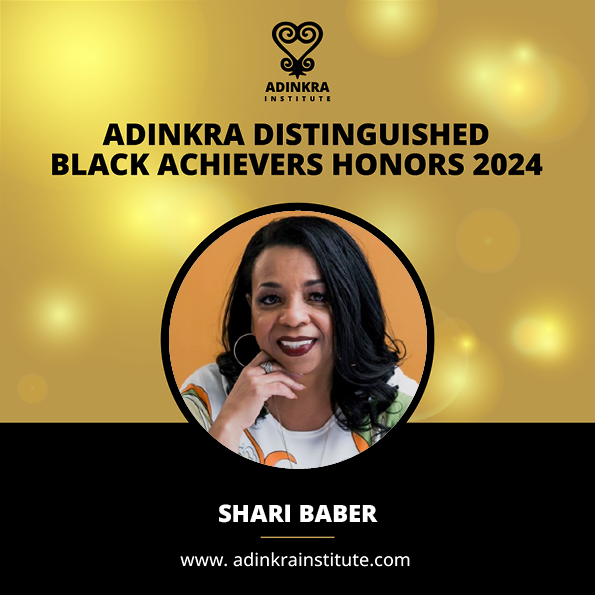 ADINKRA
INSTITUTE
ADINKRA DISTINGUISHED
BLACK ACHIEVERS HONORS 2024
SHARI BABER
www. adinkrainstitute.com